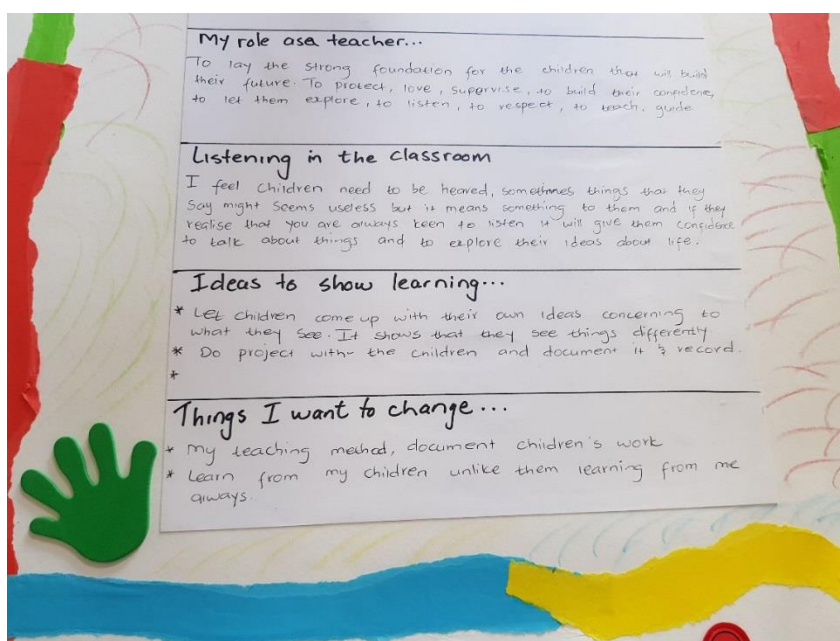 My role as a teacher...
To lay the strong foundation for the children that will build
their future. To protect, love, supervise, to build their confidene,
to let them explore, to listen, to respect, to teach, guide
Listening in the classroom
I feel children need to be heared, sometimes things that they
say might seems useless but it means something to them and if they
realise that you are always keen to listen it will give them confidence
to talk about things and to explore their ideas about life.
Ideas to show learning...
* Let children come up with their own ideas concerning to
what they see. It shows that they see things differently
* Do project with the children and document it & record.
*
Things I want to change...
* My teaching method, document children's work
* Learn from my children unlike them learning from me
always.